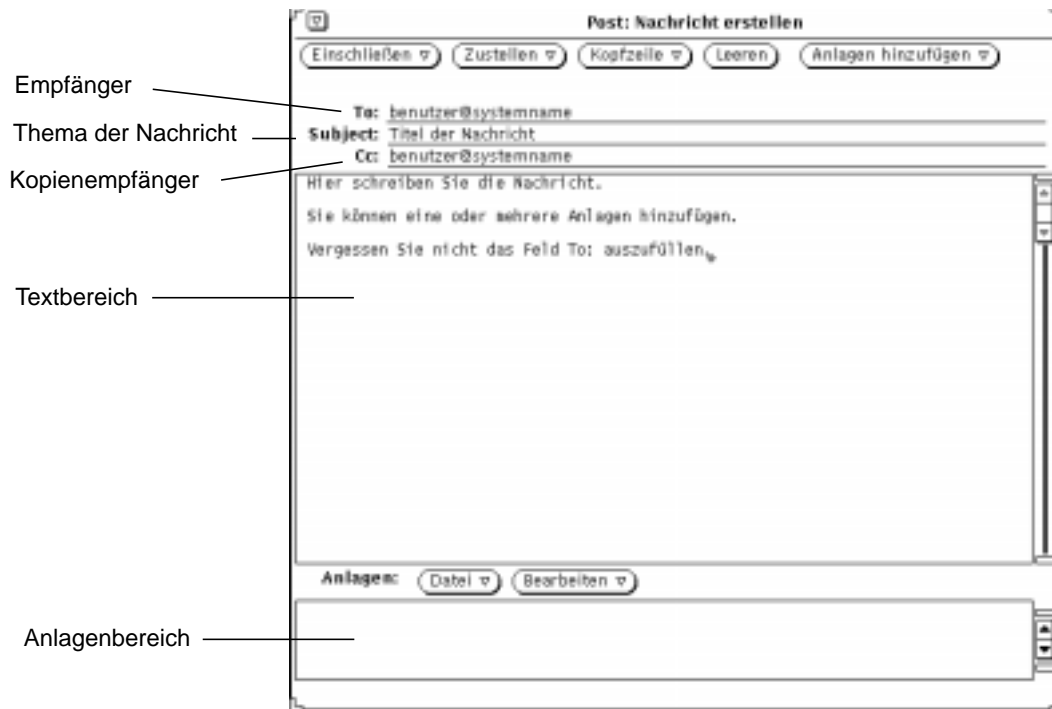 Post: Nachricht erstellen
Einschließen Zustellen Kopfzeile Leeren Anlagen hinzufügen
Empfänger
To: benutzer@systemname
Thema der Nachricht
Subject: Titel der Nachricht
Cc: benutzer@systemname
Kopienempfänger
Hier schreiben Sie die Nachricht.
Sie können eine oder mehrere Anlagen hinzufügen.
Vergessen Sie nicht das Feld To: auszufüllen.
Textbereich
Anlagen: Datei Bearbeiten
Anlagenbereich